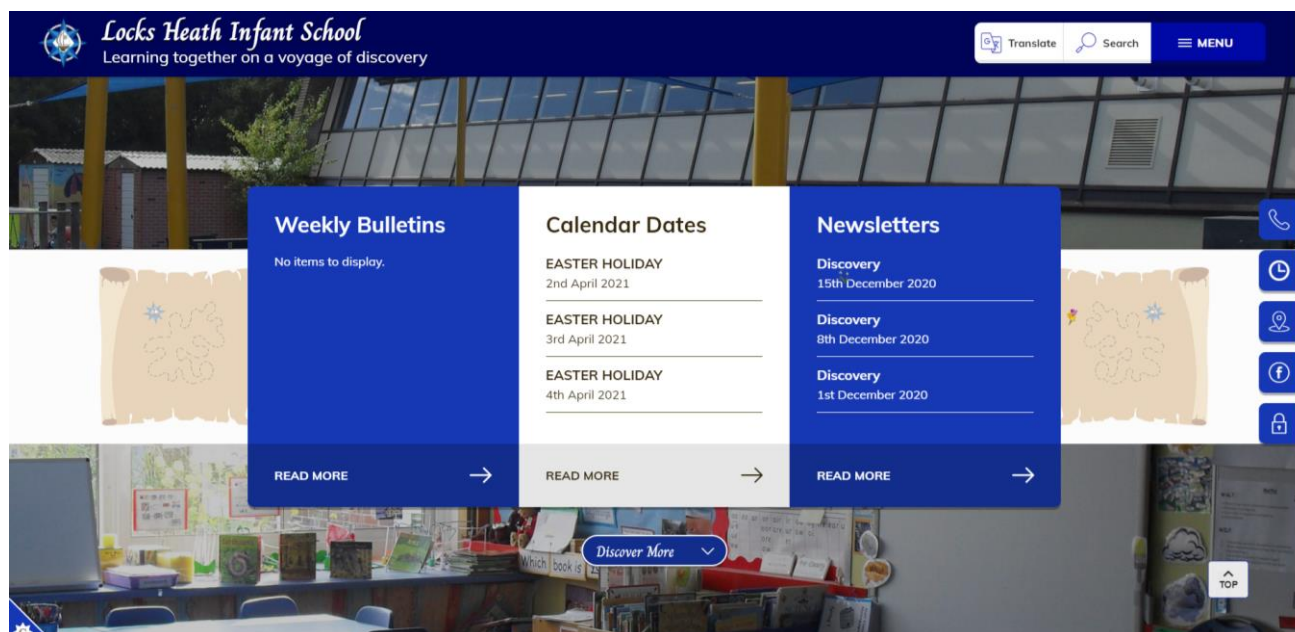 Locks Heath Infant School
Learning together on a voyage of discovery
Translate
Search
MENU
Weekly Bulletins
No items to display.
READ MORE
Calendar Dates
EASTER HOLIDAY
2nd April 2021
EASTER HOLIDAY
3rd April 2021
EASTER HOLIDAY
4th April 2021
READ MORE
Newsletters
Discovery
15th December 2020
Discovery
8th December 2020
Discovery
1st December 2020
READ MORE
Which book is
Discover More
TOP